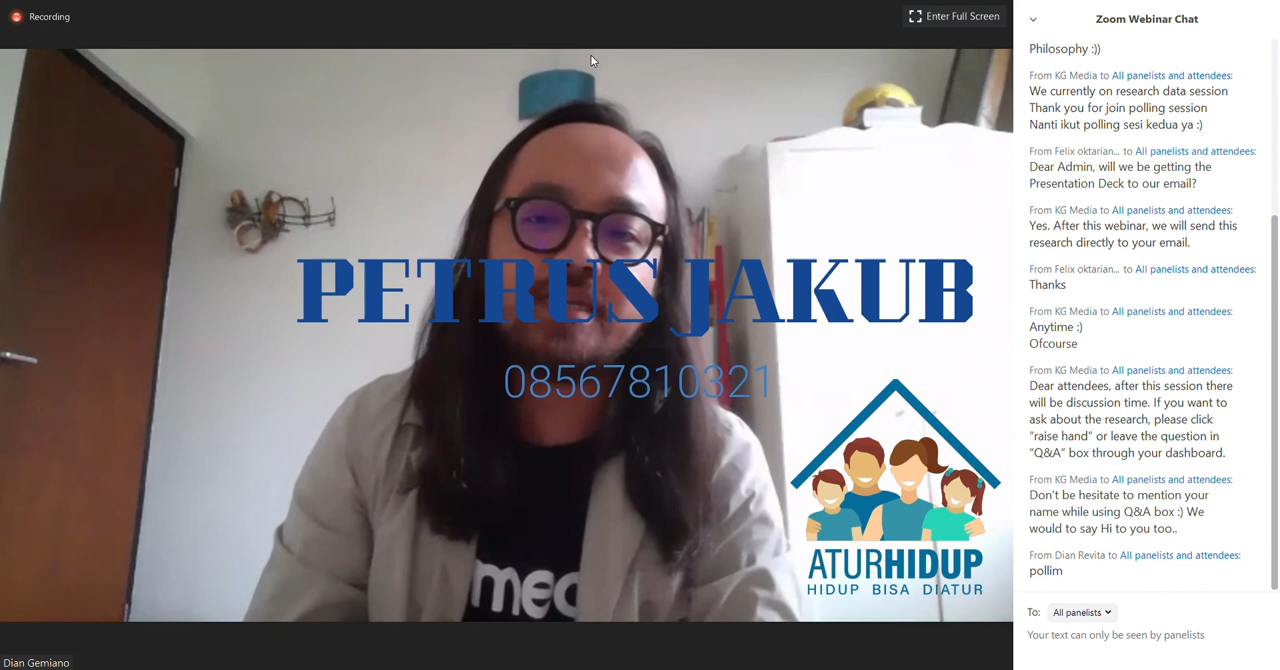 Recording
Enter Full Screen
PETRUS JAKUB
08567810321
med
ATURHIDUP
HIDUP BISA DIATUR
Dian Gemiano
Zoom Webinar Chat
Philosophy :))
From KG Media to All panelists and attendees:
We currently on research data session
Thank you for join polling session
Nanti ikut polling sesi kedua ya :)
From Felix oktarian... to All panelists and attendees:
Dear Admin, will we be getting the
Presentation Deck to our email?
From KG Media to All panelists and attendees:
Yes. After this webinar, we will send this
research directly to your email.
From Felix oktarian... to All panelists and attendees:
Thanks
From KG Media to All panelists and attendees:
Anytime :)
Ofcourse
From KG Media to All panelists and attendees:
Dear attendees, after this session there
will be discussion time. If you want to
ask about the research, please click
“raise hand” or leave the question in
“Q&A” box through your dashboard.
From KG Media to All panelists and attendees:
Don't be hesitate to mention your
name while using Q&A box :) We
would to say Hi to you too..
From Dian Revita to All panelists and attendees:
pollim
To: All panelists
Your text can only be seen by panelists